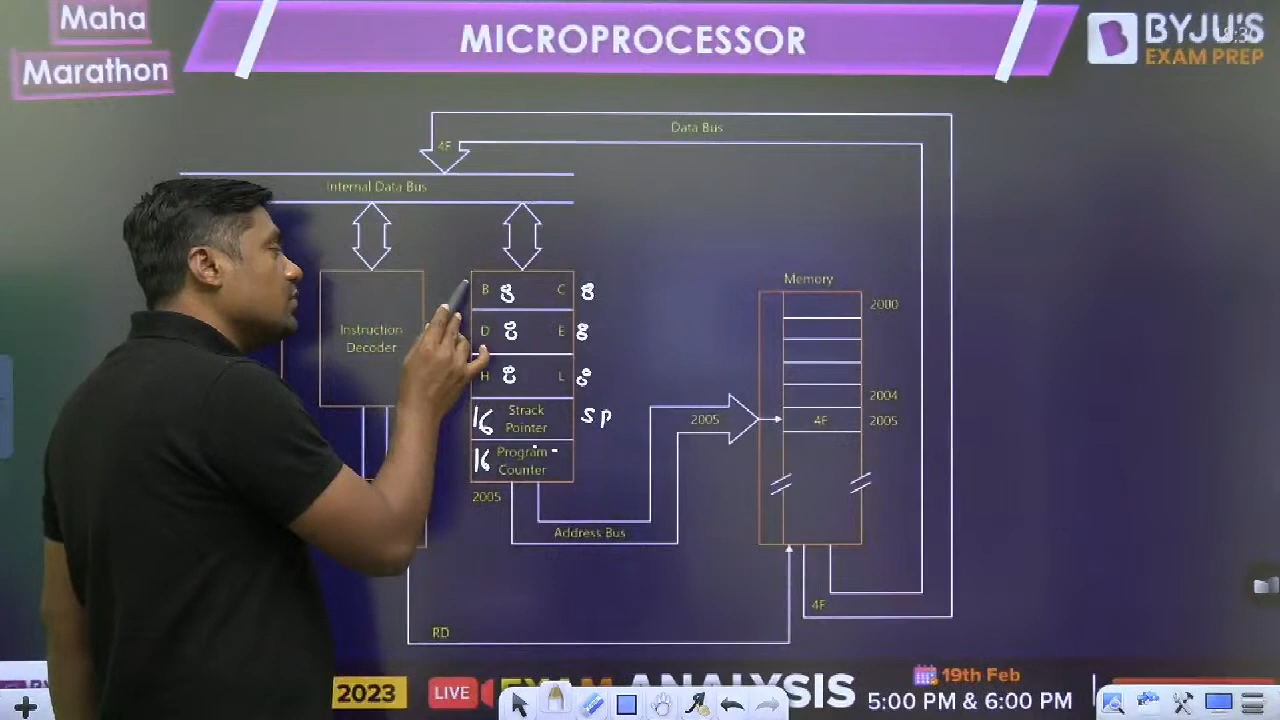 Maha
Marathon
MICROPROCESSOR
BYJU'S
EXAM PREP
Data Bus
4F
Internal Data Bus
Memory
B 8 C 8
2000
Instruction
Decoder
D 8 E 8
H 8 L 8
2004
16 Strack
Pointer
SP
2005
4F
2005
16 Program
Counter
2005
Address Bus
4F
RD
2023
LIVE
EXAM ANALYSIS
19th Feb
5:00 PM & 6:00 PM